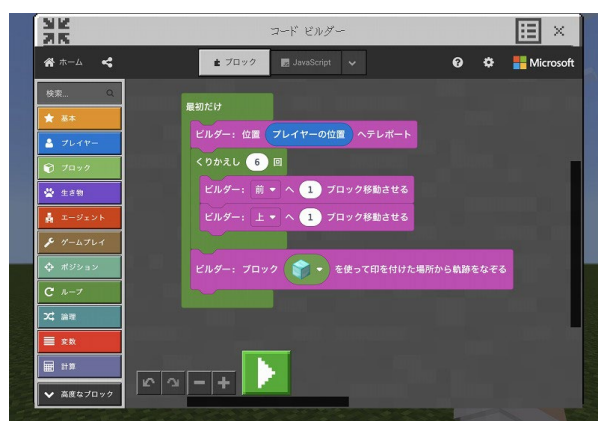 コード ビルダー
ホーム
ブロック
JavaScript
Microsoft
検索...
基本
プレイヤー
ブロック
生き物
エージェント
ゲームプレイ
ポジション
ループ
論理
変数
計算
高度なブロック
最初だけ
ビルダー: 位置 プレイヤーの位置 へテレポート
くりかえし 6 回
ビルダー: 前 へ 1 ブロック移動させる
ビルダー: 上 へ 1 ブロック移動させる
ビルダー: ブロック を使って印を付けた場所から軌跡をなぞる